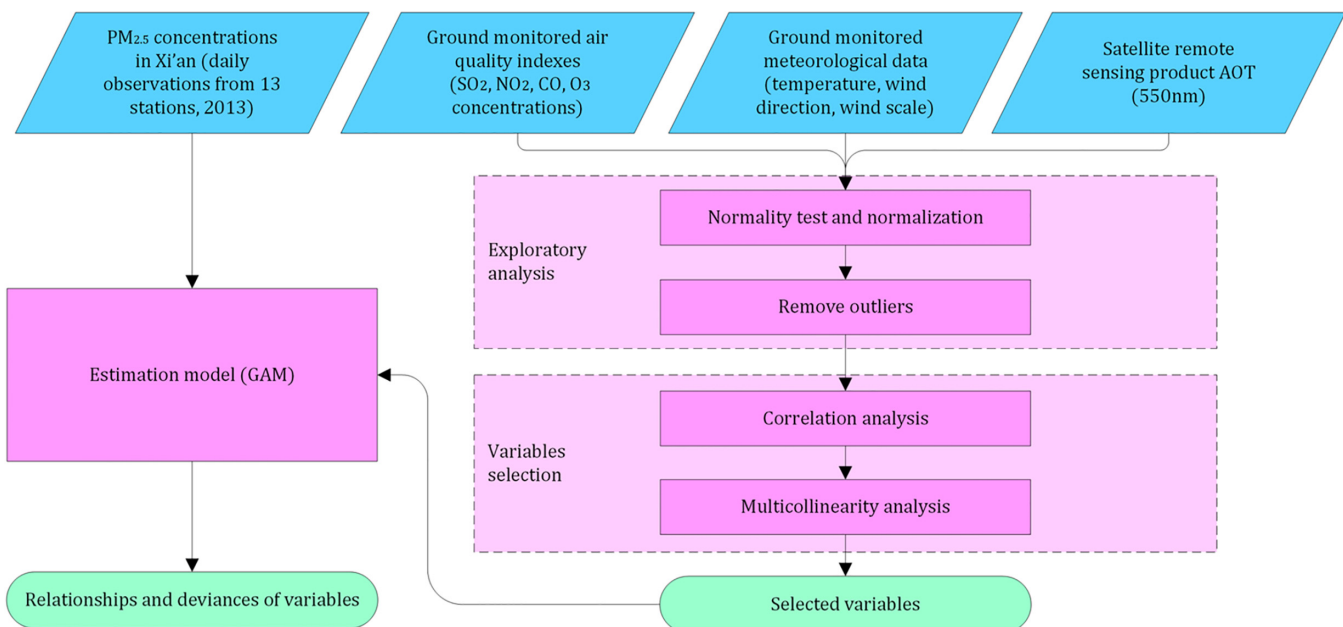 PM2.5 concentrations
in Xi'an (daily
observations from 13
stations, 2013)
Ground monitored air
quality indexes
(SO2, NO2, CO, O3
concentrations)
Ground monitored
meteorological data
(temperature, wind
direction, wind scale)
Satellite remote
sensing product AOT
(550nm)
Exploratory
analysis
Normality test and normalization
Remove outliers
Estimation model (GAM)
Variables
selection
Correlation analysis
Multicollinearity analysis
Relationships and deviances of variables
Selected variables